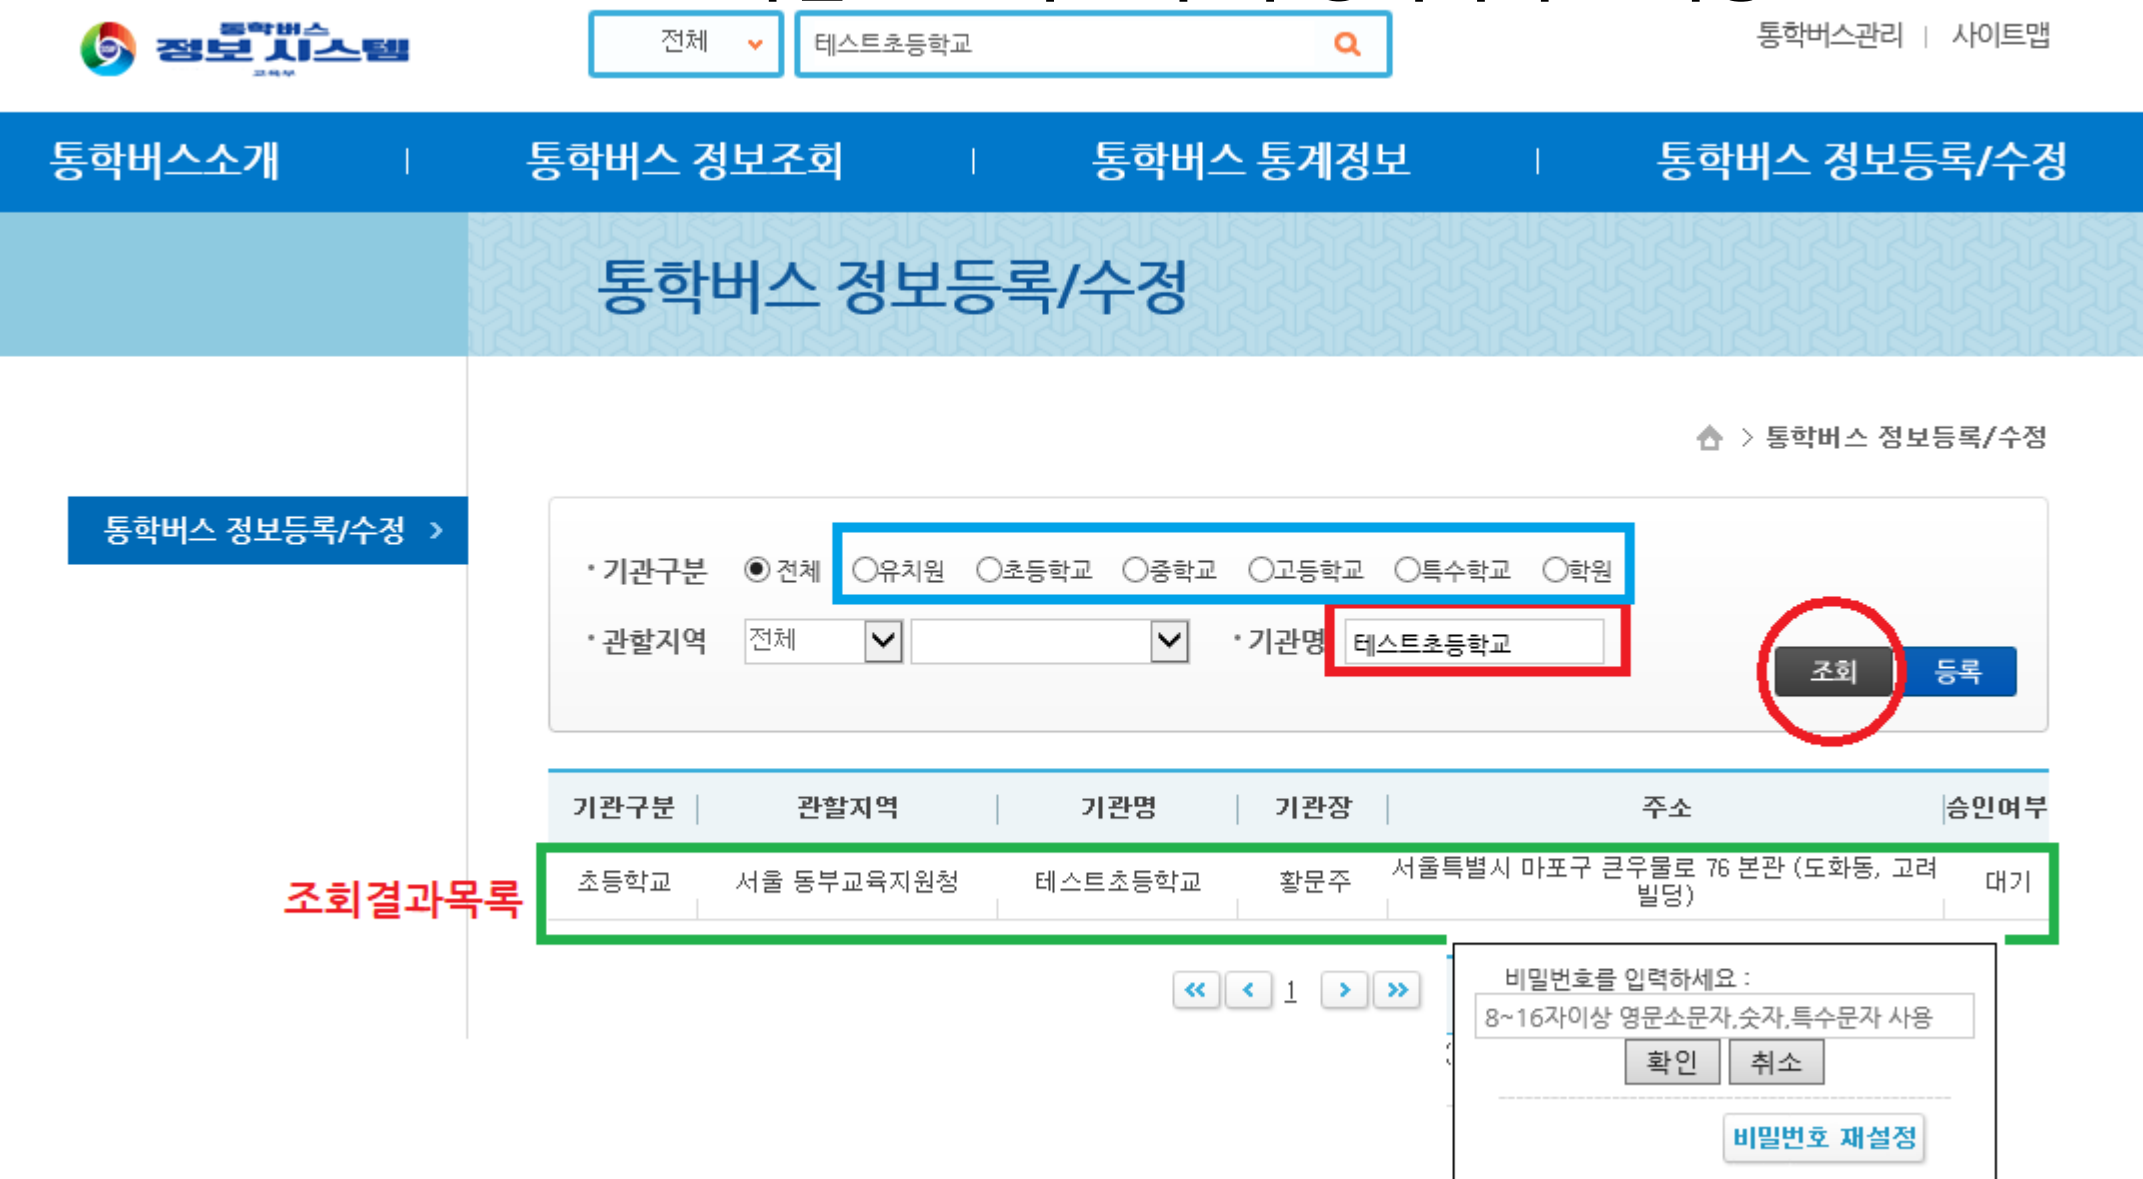 통학버스
정보 시스템
교육부
전체
테스트초등학교
통학버스관리 | 사이트맵
통학버스소개 | 통학버스 정보조회 | 통학버스 통계정보 | 통학버스 정보등록/수정
통학버스 정보등록/수정
> 통학버스 정보등록/수정
통학버스 정보등록/수정 >
·기관구분 전체 유치원 초등학교 중학교 고등학교 특수학교 학원
·관할지역 전체 ·기관명 테스트초등학교
조회 등록
기관구분 | 관할지역 | 기관명 | 기관장 | 주소 | 승인여부
조회결과목록
초등학교 서울 동부교육지원청 테스트초등학교 황문주 서울특별시 마포구 큰우물로 76 본관 (도화동, 고려
빌딩) 대기
« < 1 > »
비밀번호를 입력하세요 :
8~16자이상 영문소문자,숫자,특수문자 사용
확인 취소
비밀번호 재설정